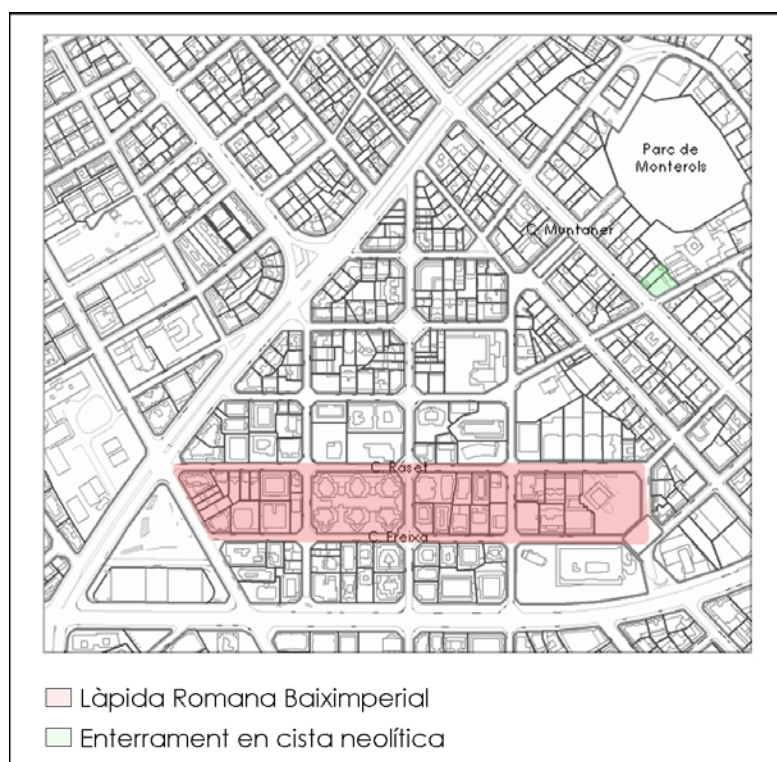 Parc de
Monterols
C. Muntaner
C. Raset
C. Freixa
Làpida Romana Baiximperial
Enterrament en cista neolítica